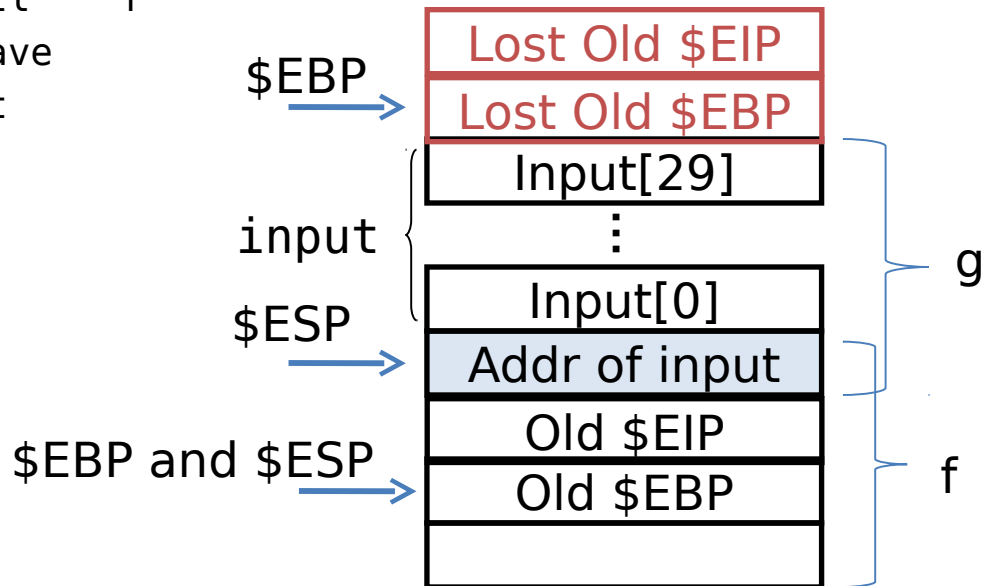 ave
Lost Old $EIP
$EBP
Lost Old $EBP
Input[29]
input
⋮
g
Input[0]
$ESP
Addr of input
Old $EIP
$EBP and $ESP
Old $EBP
f